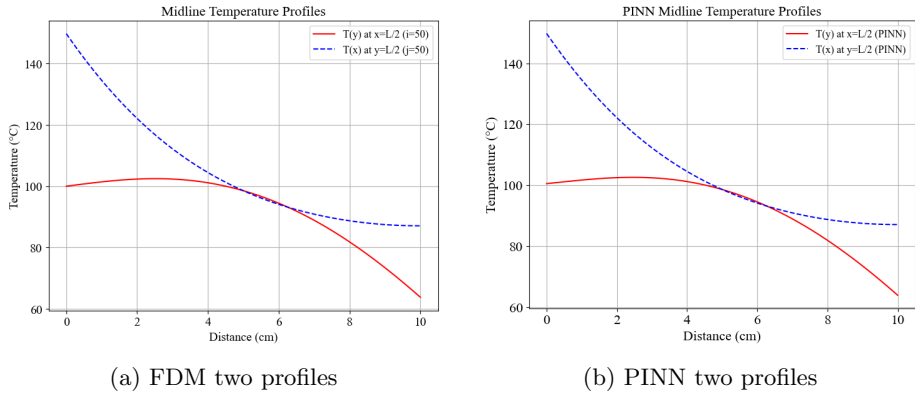 Midline Temperature Profiles
T(y) at x=L/2 (i=50)
T(x) at y=L/2 (j=50)
Temperature (°C)
140
120
100
80
60
0 2 4 6 8 10
Distance (cm)
(a) FDM two profiles
PINN Midline Temperature Profiles
T(y) at x=L/2 (PINN)
T(x) at y=L/2 (PINN)
Temperature (°C)
140
120
100
80
60
0 2 4 6 8 10
Distance (cm)
(b) PINN two profiles